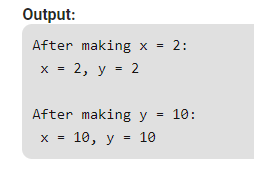 Output:
After making x = 2:
x = 2, y = 2
After making y = 10:
x = 10, y = 10